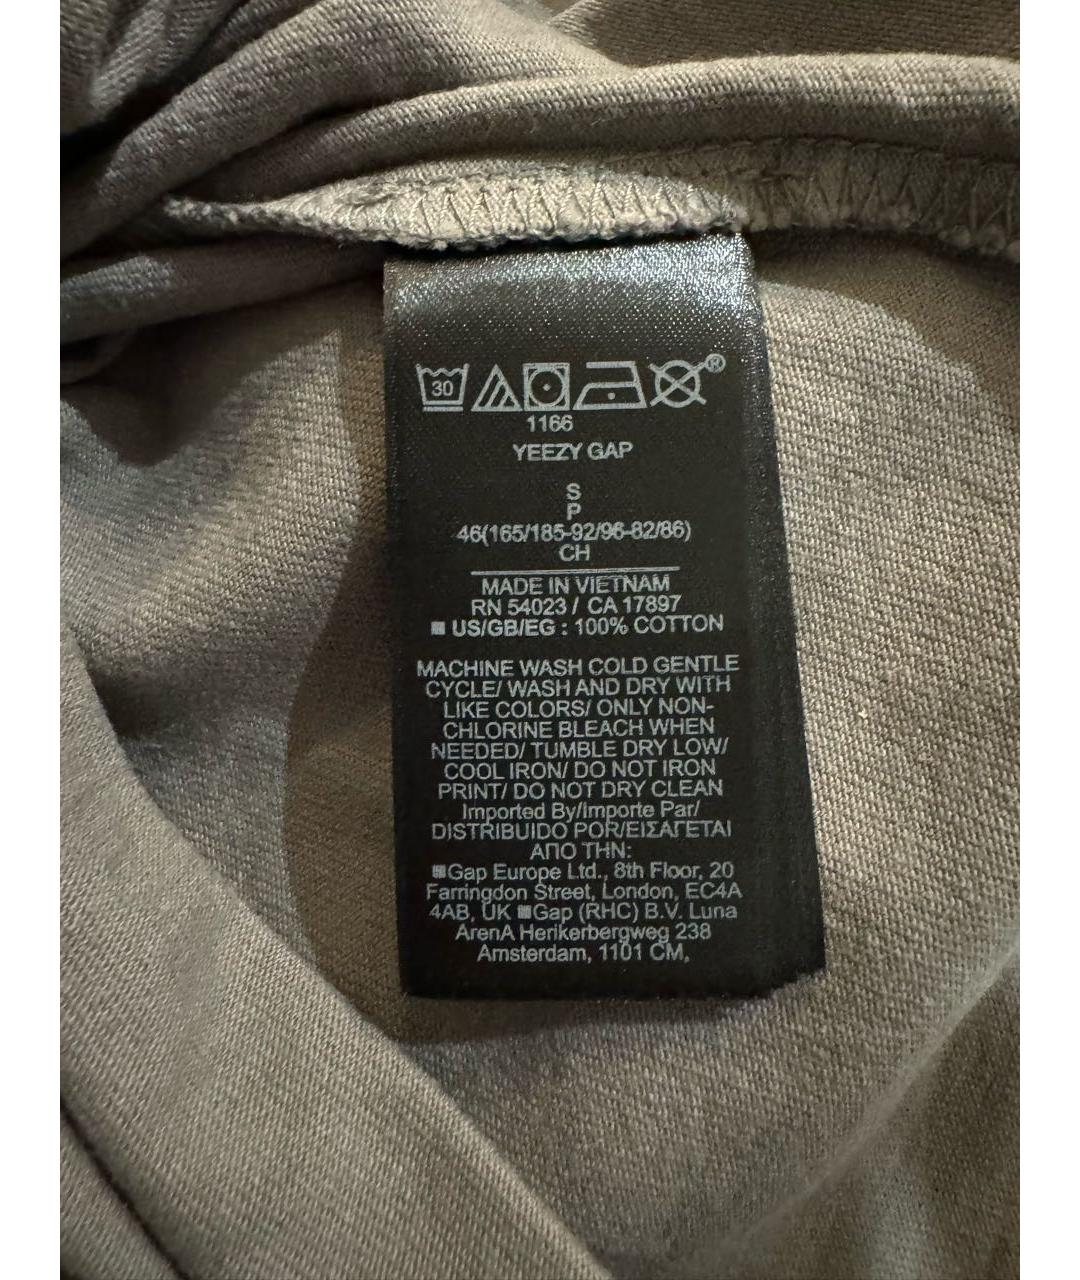 30
®
1166
YEEZY GAP
S
P
46(165/185-92/96-82/86)
CH
MADE IN VIETNAM
RN 54023 / CA 17897
US/GB/EG : 100% COTTON
MACHINE WASH COLD GENTLE
CYCLE/ WASH AND DRY WITH
LIKE COLORS/ ONLY NON-
CHLORINE BLEACH WHEN
NEEDED/ TUMBLE DRY LOW/
COOL IRON/ DO NOT IRON
PRINT/ DO NOT DRY CLEAN
Imported By/Importe Par/
DISTRIBUIDO POR/ΕΙΣΑΓΕΤΑΙ
ΑΠΟ ΤΗΝ:
Gap Europe Ltd., 8th Floor, 20
Farringdon Street, London, EC4A
4AB, UK Gap (RHC) B.V. Luna
ArenA Herikerbergweg 238
Amsterdam, 1101 CM,